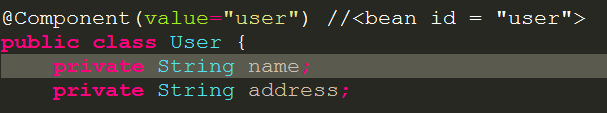 @Component(value="user") //<bean id = "user">
public class User {
    private String name;
    private String address;